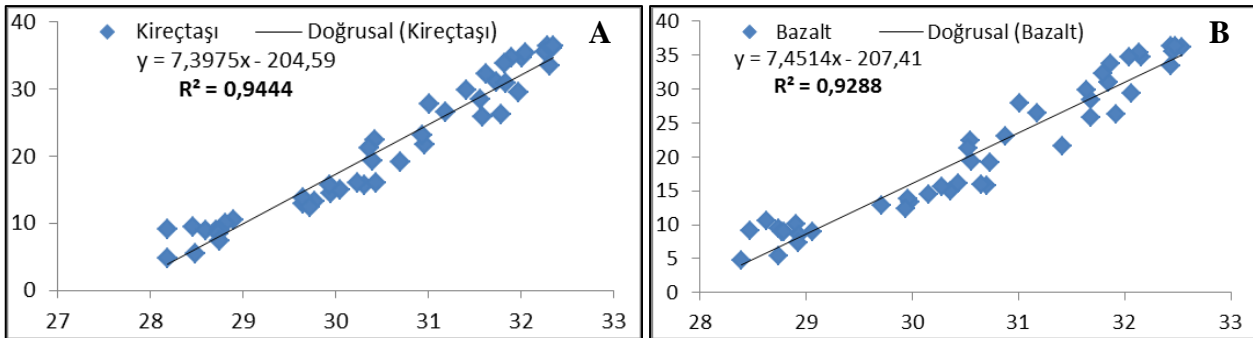 Kireçtaşı Doğrusal (Kireçtaşı) A
y = 7,3975x - 204,59
R² = 0,9444
40
30
20
10
0
27 28 29 30 31 32 33
Bazalt Doğrusal (Bazalt) B
y = 7,4514x - 207,41
R² = 0,9288
40
35
30
25
20
15
10
5
0
28 29 30 31 32 33